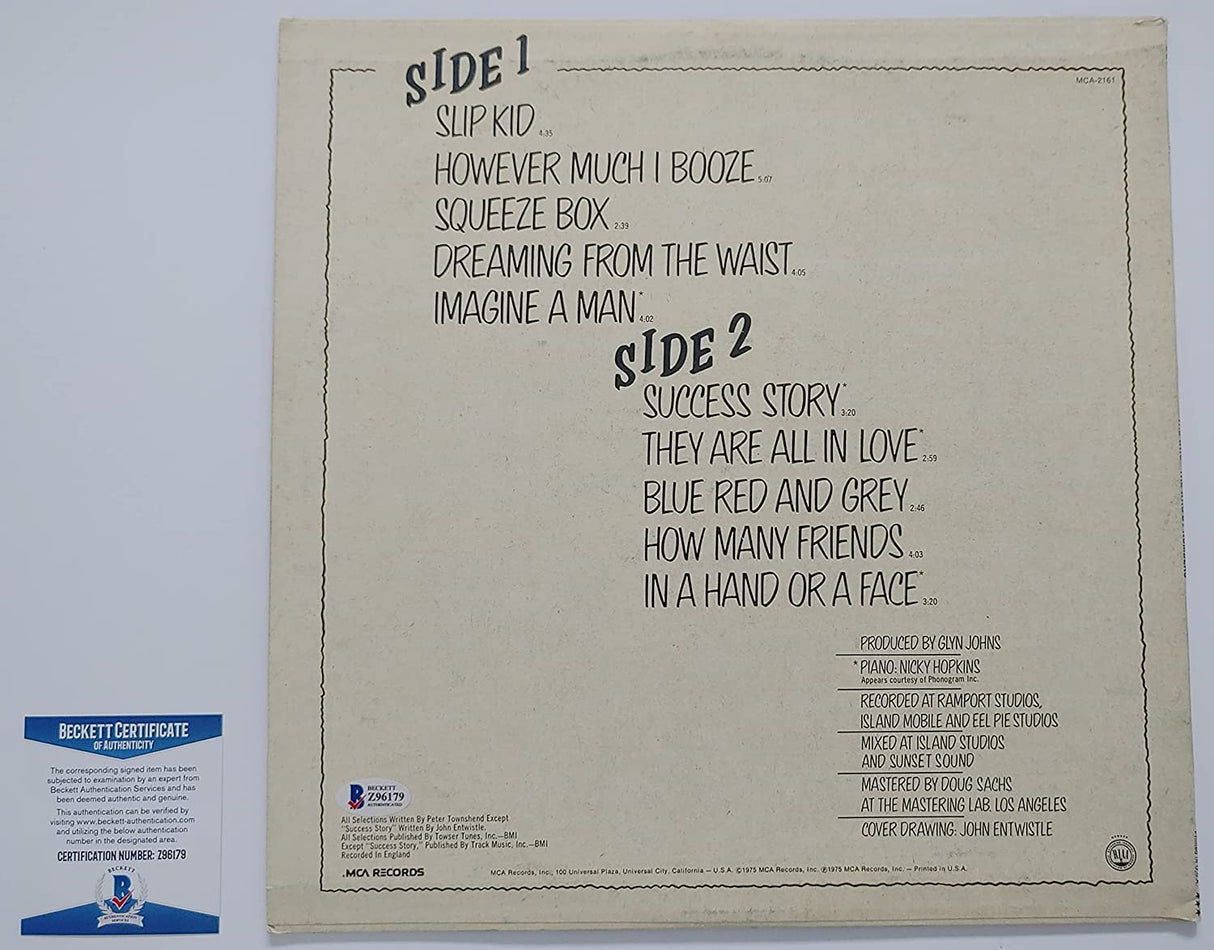 SIDE 1
MCA-2161
SLIP KID 4:35
HOWEVER MUCH I BOOZE 5:07
SQUEEZE BOX 2:39
DREAMING FROM THE WAIST 4:05
IMAGINE A MAN* 4:02
SIDE 2
SUCCESS STORY* 3:20
THEY ARE ALL IN LOVE* 2:59
BLUE RED AND GREY 2:46
HOW MANY FRIENDS 4:03
IN A HAND OR A FACE* 3:20
PRODUCED BY GLYN JOHNS
* PIANO: NICKY HOPKINS
Appears courtesy of Phonogram Inc.
RECORDED AT RAMPORT STUDIOS,
ISLAND MOBILE AND EEL PIE STUDIOS
MIXED AT ISLAND STUDIOS
AND SUNSET SOUND
MASTERED BY DOUG SACHS
AT THE MASTERING LAB. LOS ANGELES
COVER DRAWING: JOHN ENTWISTLE
BECKETT
Z96179
AUTHENTICATED
All Selections Written By Peter Townshend Except
"Success Story" Written By John Entwistle.
All Selections Published By Towser Tunes, Inc.—BMI
Except "Success Story," Published By Track Music, Inc.—BMI
Recorded In England
.MCA RECORDS
MCA Records, Inc., 100 Universal Plaza, Universal City, California — U.S.A. ©1975 MCA Records, Inc. ℗1975 MCA Records, Inc. — Printed in U.S.A.
BECKETT CERTIFICATE
OF AUTHENTICITY
The corresponding signed item has been
subjected to examination by an expert from
Beckett Authentication Services and has
been deemed authentic and genuine.
This authentication can be verified by
visiting www.beckett-authentication.com
and utilizing the below authentication
number in the designated area.
CERTIFICATION NUMBER: Z96179
BECKETT
B